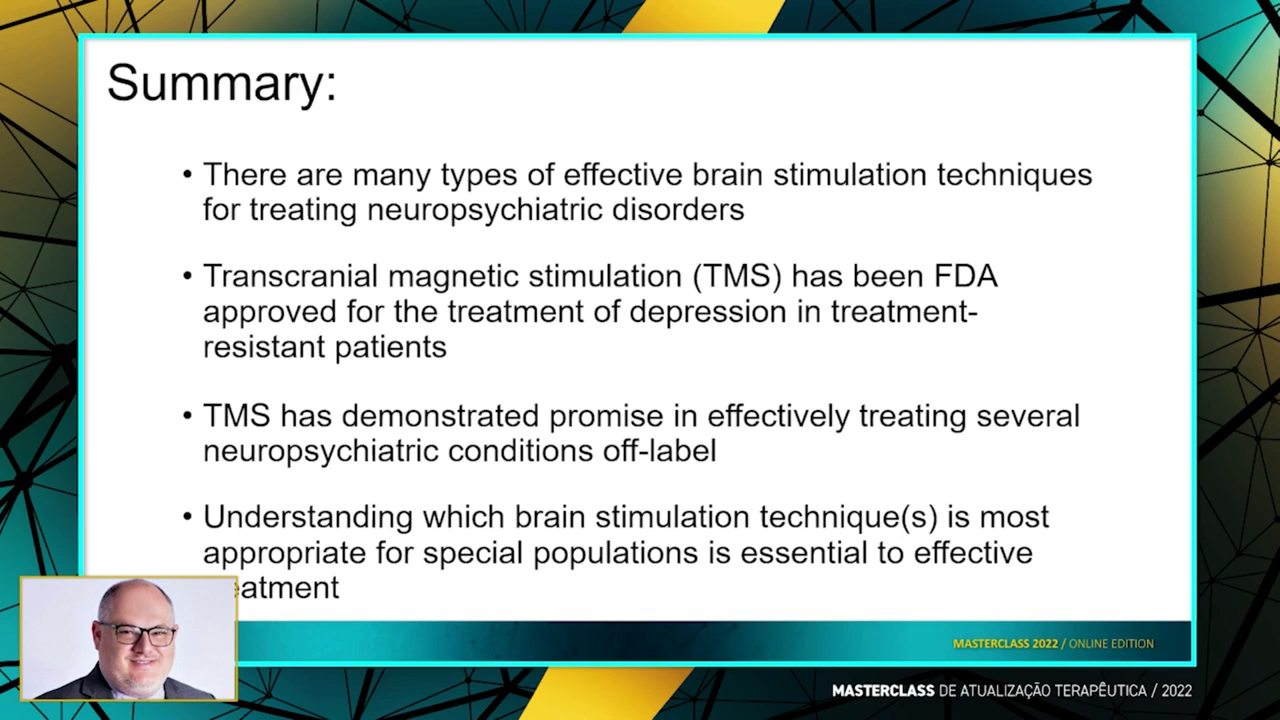 Summary:
• There are many types of effective brain stimulation techniques
for treating neuropsychiatric disorders
• Transcranial magnetic stimulation (TMS) has been FDA
approved for the treatment of depression in treatment-
resistant patients
• TMS has demonstrated promise in effectively treating several
neuropsychiatric conditions off-label
• Understanding which brain stimulation technique(s) is most
appropriate for special populations is essential to effective
eatment
MASTERCLASS 2022 / ONLINE EDITION
MASTERCLASS DE ATUALIZAÇÃO TERAPÊUTICA / 2022